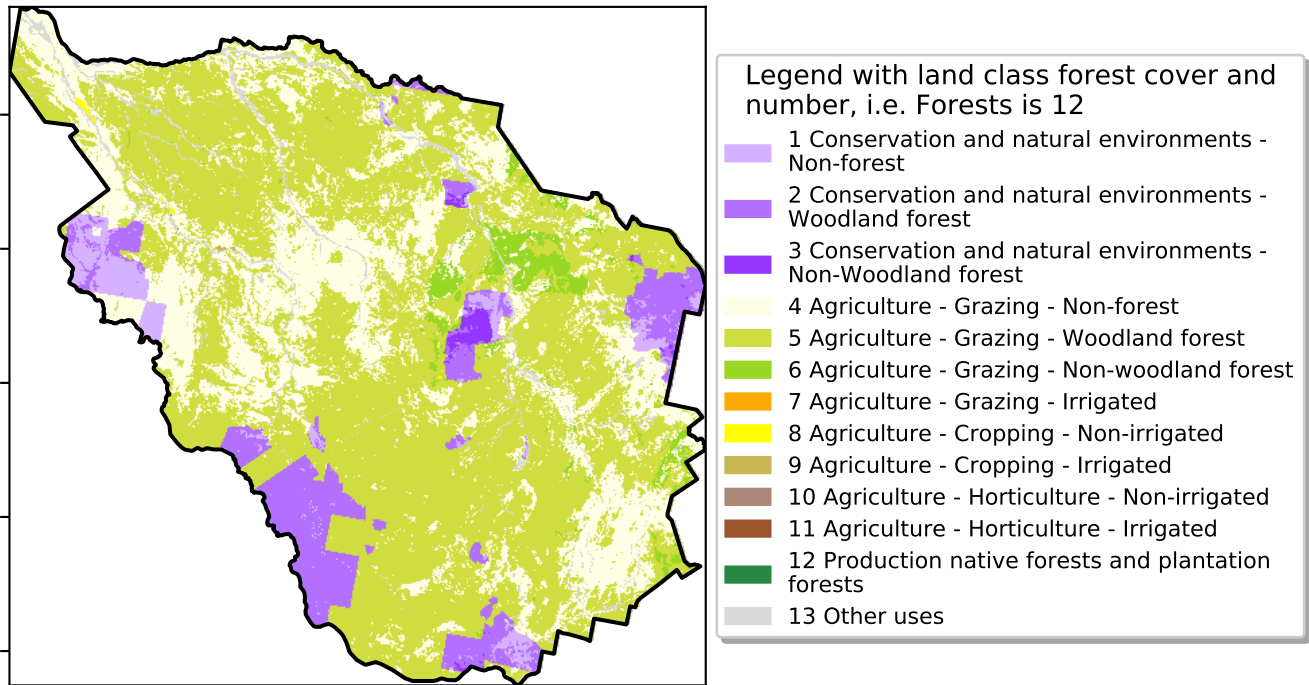 Legend with land class forest cover and
number, i.e. Forests is 12
1 Conservation and natural environments -
Non-forest
2 Conservation and natural environments -
Woodland forest
3 Conservation and natural environments -
Non-Woodland forest
4 Agriculture - Grazing - Non-forest
5 Agriculture - Grazing - Woodland forest
6 Agriculture - Grazing - Non-woodland forest
7 Agriculture - Grazing - Irrigated
8 Agriculture - Cropping - Non-irrigated
9 Agriculture - Cropping - Irrigated
10 Agriculture - Horticulture - Non-irrigated
11 Agriculture - Horticulture - Irrigated
12 Production native forests and plantation
forests
13 Other uses